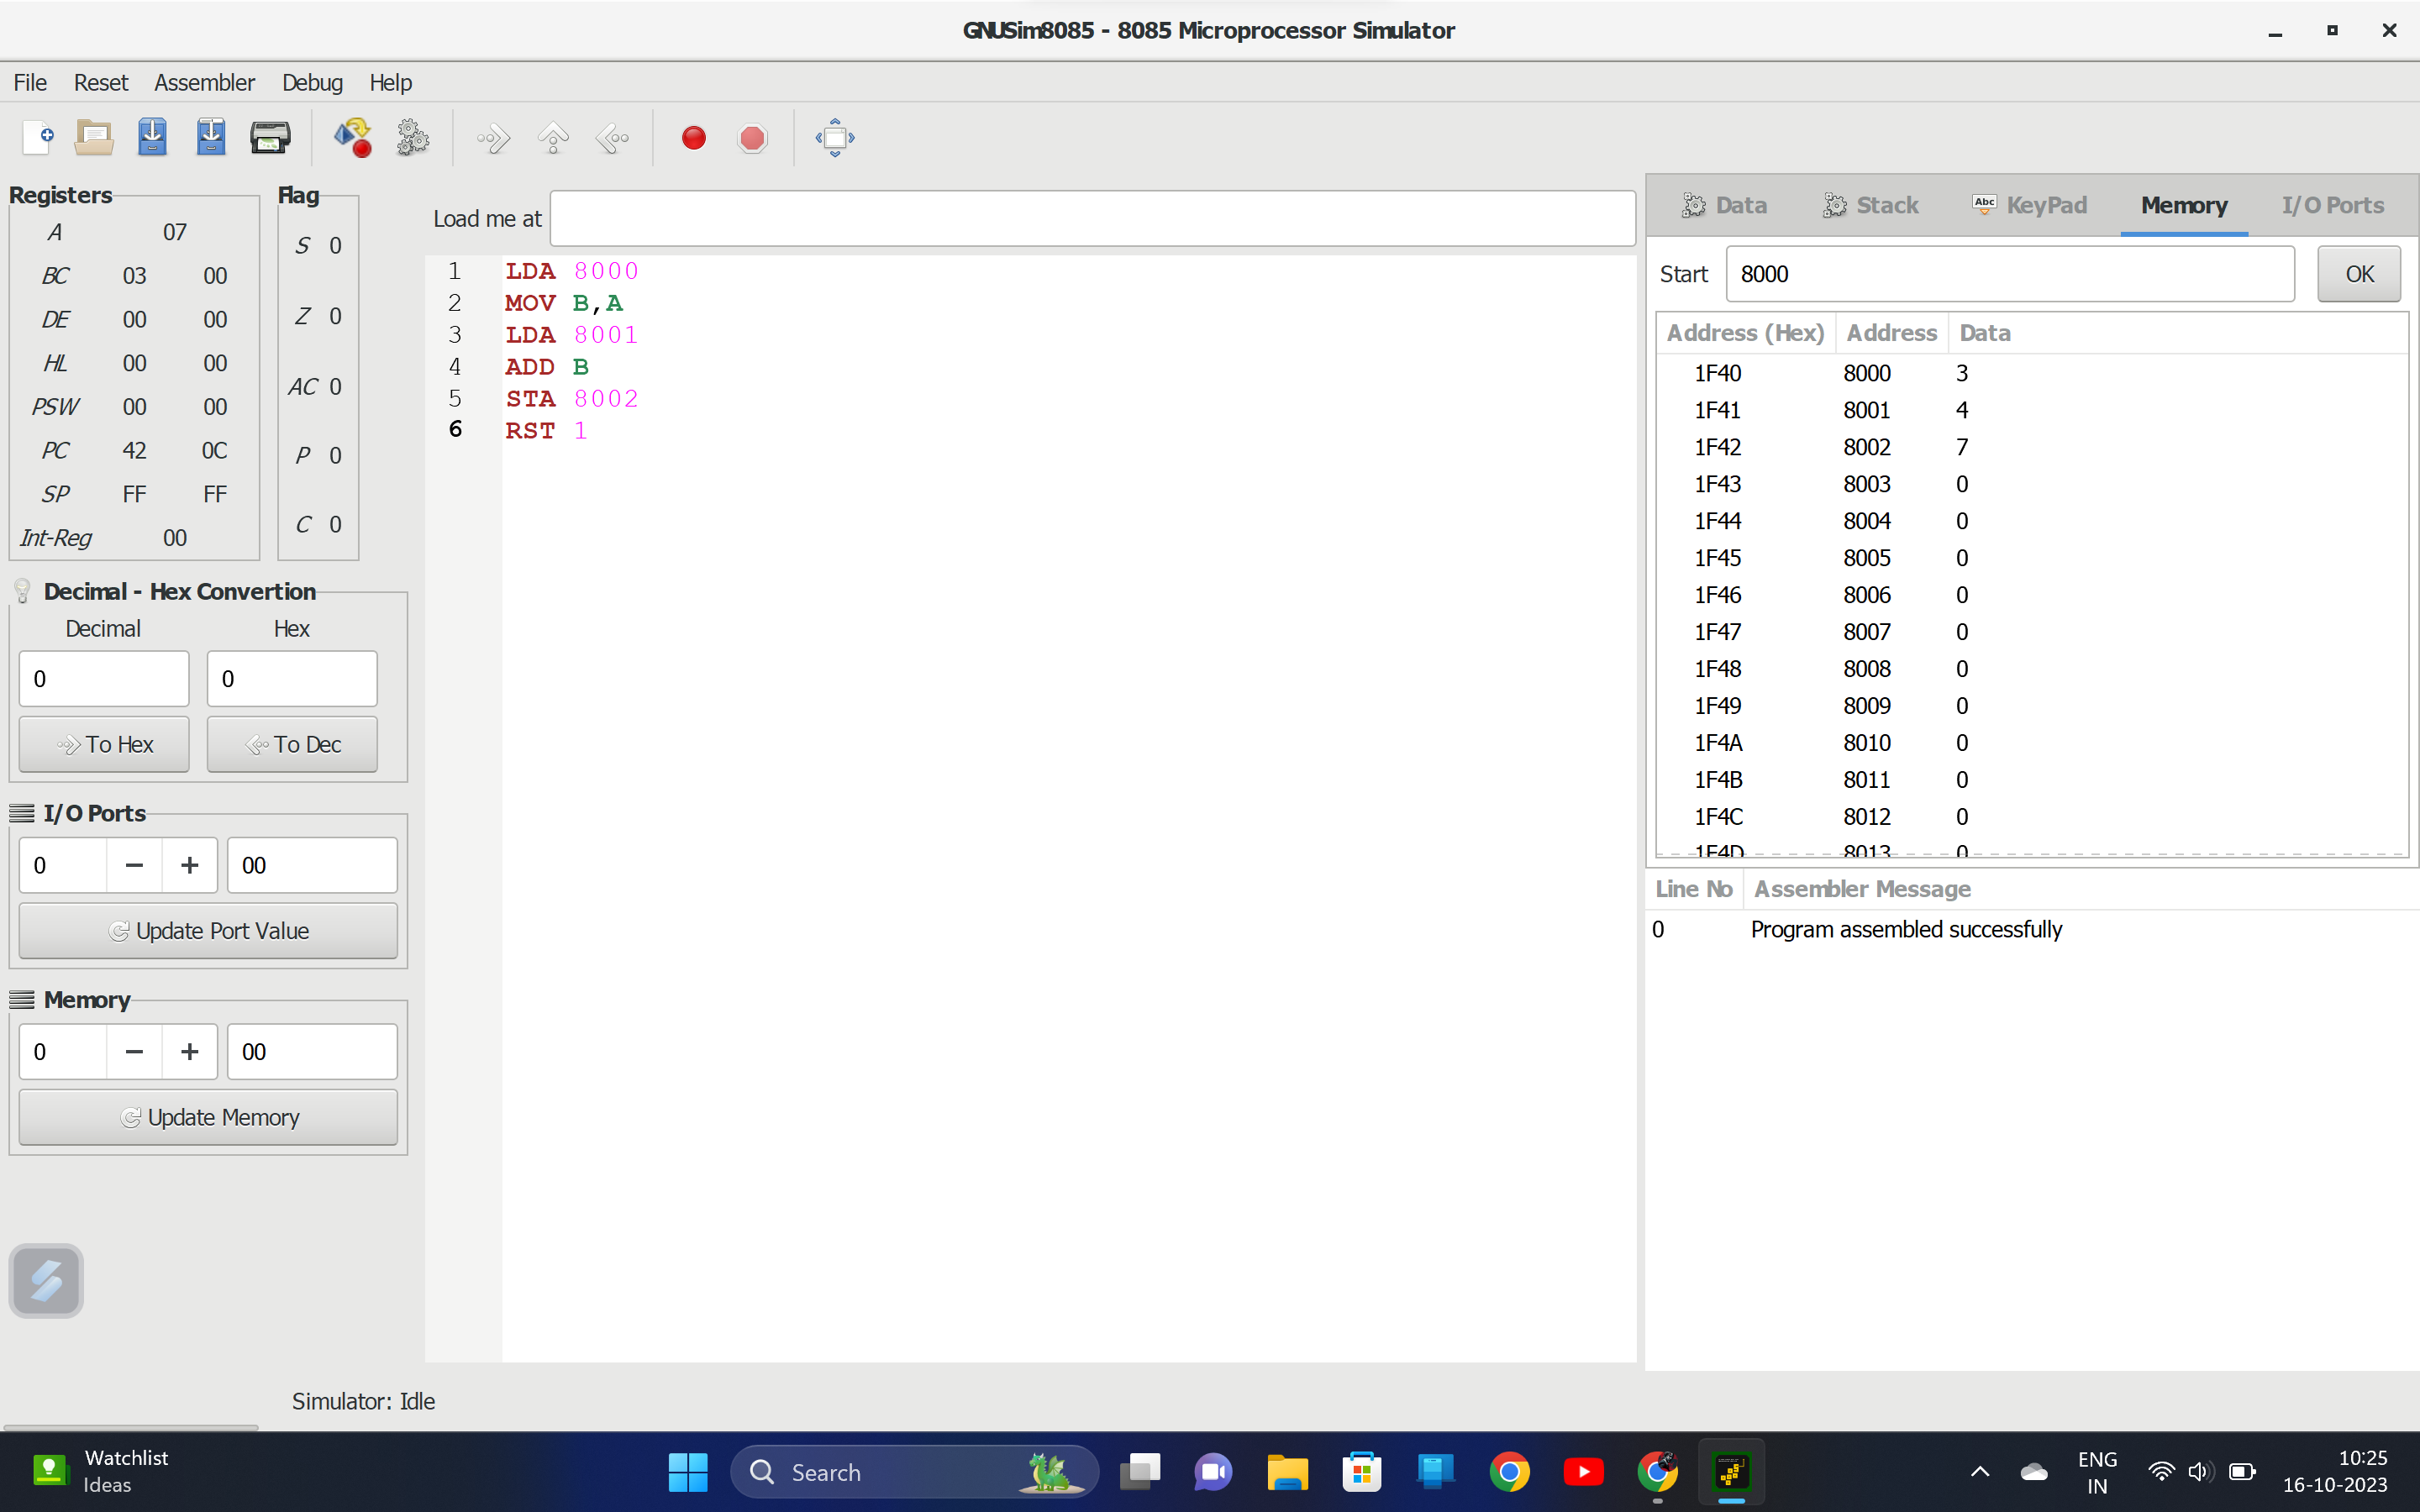 GNUSim8085 - 8085 Microprocessor Simulator
File Reset Assembler Debug Help
Registers
A 07
BC 03 00
DE 00 00
HL 00 00
PSW 00 00
PC 42 0C
SP FF FF
Int-Reg 00
Flag
S 0
Z 0
AC 0
P 0
C 0
Decimal - Hex Convertion
Decimal Hex
0 0
To Hex To Dec
I/O Ports
0 − + 00
Update Port Value
Memory
0 − + 00
Update Memory
Load me at
1 LDA 8000
2 MOV B,A
3 LDA 8001
4 ADD B
5 STA 8002
6 RST 1
Data Stack Abc KeyPad Memory I/O Ports
Start 8000 OK
Address (Hex) Address Data
1F40 8000 3
1F41 8001 4
1F42 8002 7
1F43 8003 0
1F44 8004 0
1F45 8005 0
1F46 8006 0
1F47 8007 0
1F48 8008 0
1F49 8009 0
1F4A 8010 0
1F4B 8011 0
1F4C 8012 0
1F4D 8013 0
Line No Assembler Message
0 Program assembled successfully
Simulator: Idle
Watchlist
Ideas
Search
ENG
IN
10:25
16-10-2023